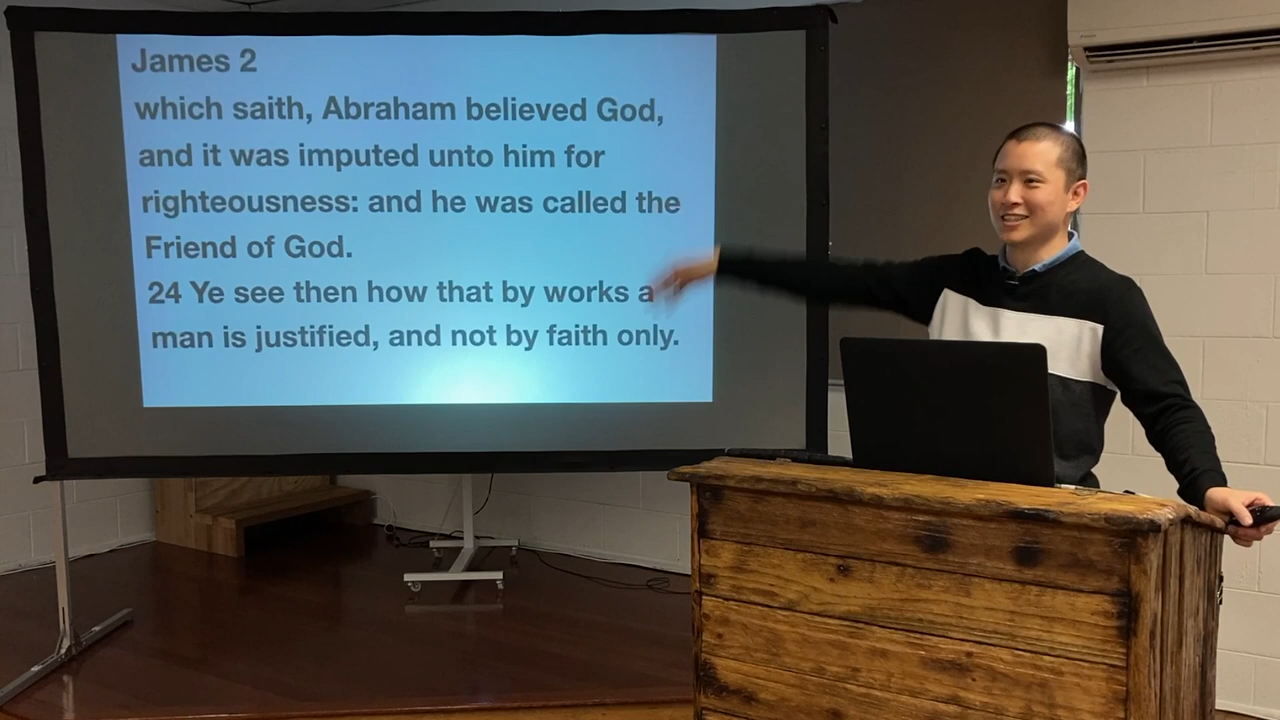 James 2
which saith, Abraham believed God,
and it was imputed unto him for
righteousness: and he was called the
Friend of God.
24 Ye see then how that by works a
man is justified, and not by faith only.